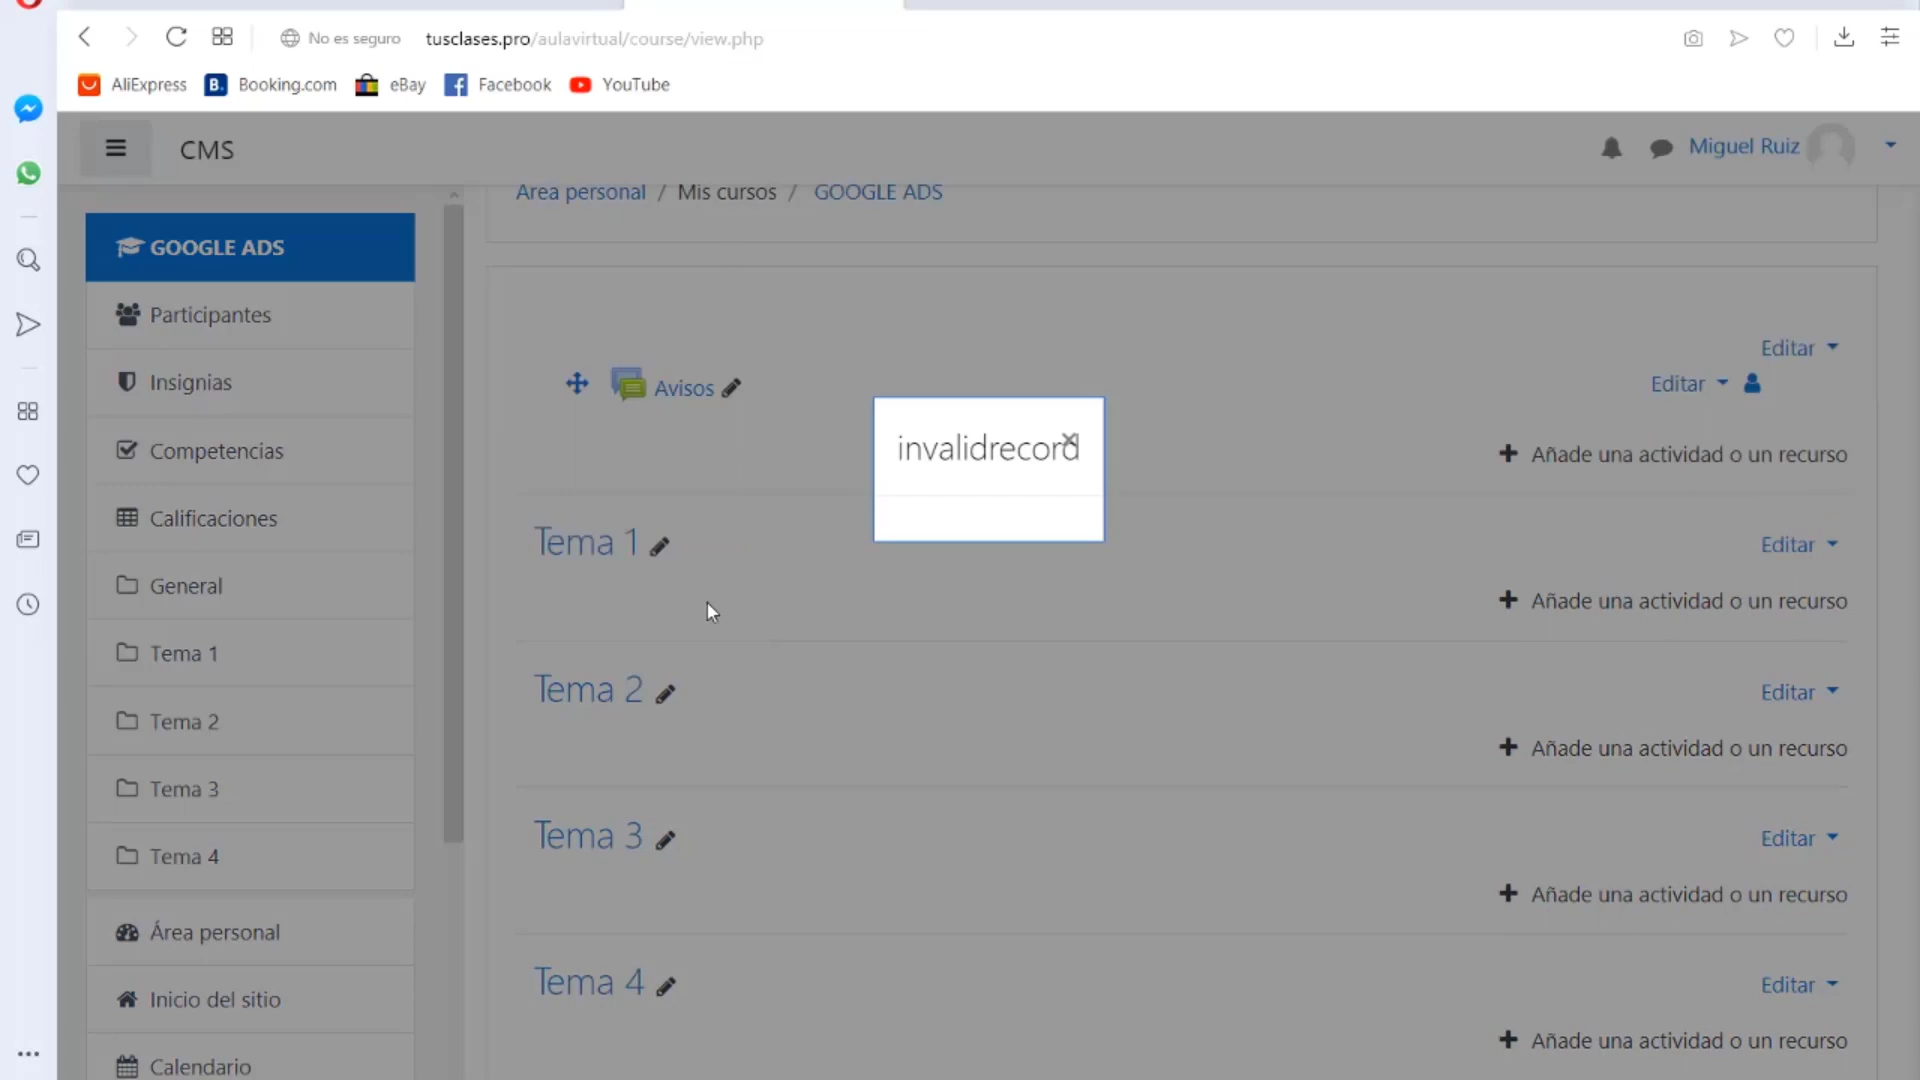 No es seguro
tusclases.pro/aulavirtual/course/view.php
AliExpress
Booking.com
eBay
Facebook
YouTube
CMS
Miguel Ruiz
Area personal / Mis cursos / GOOGLE ADS
GOOGLE ADS
Participantes
Insignias
Competencias
Calificaciones
General
Tema 1
Tema 2
Tema 3
Tema 4
Área personal
Inicio del sitio
Calendario
Editar
Avisos
Editar
Añade una actividad o un recurso
invalidrecord
Tema 1
Editar
Añade una actividad o un recurso
Tema 2
Editar
Añade una actividad o un recurso
Tema 3
Editar
Añade una actividad o un recurso
Tema 4
Editar
Añade una actividad o un recurso